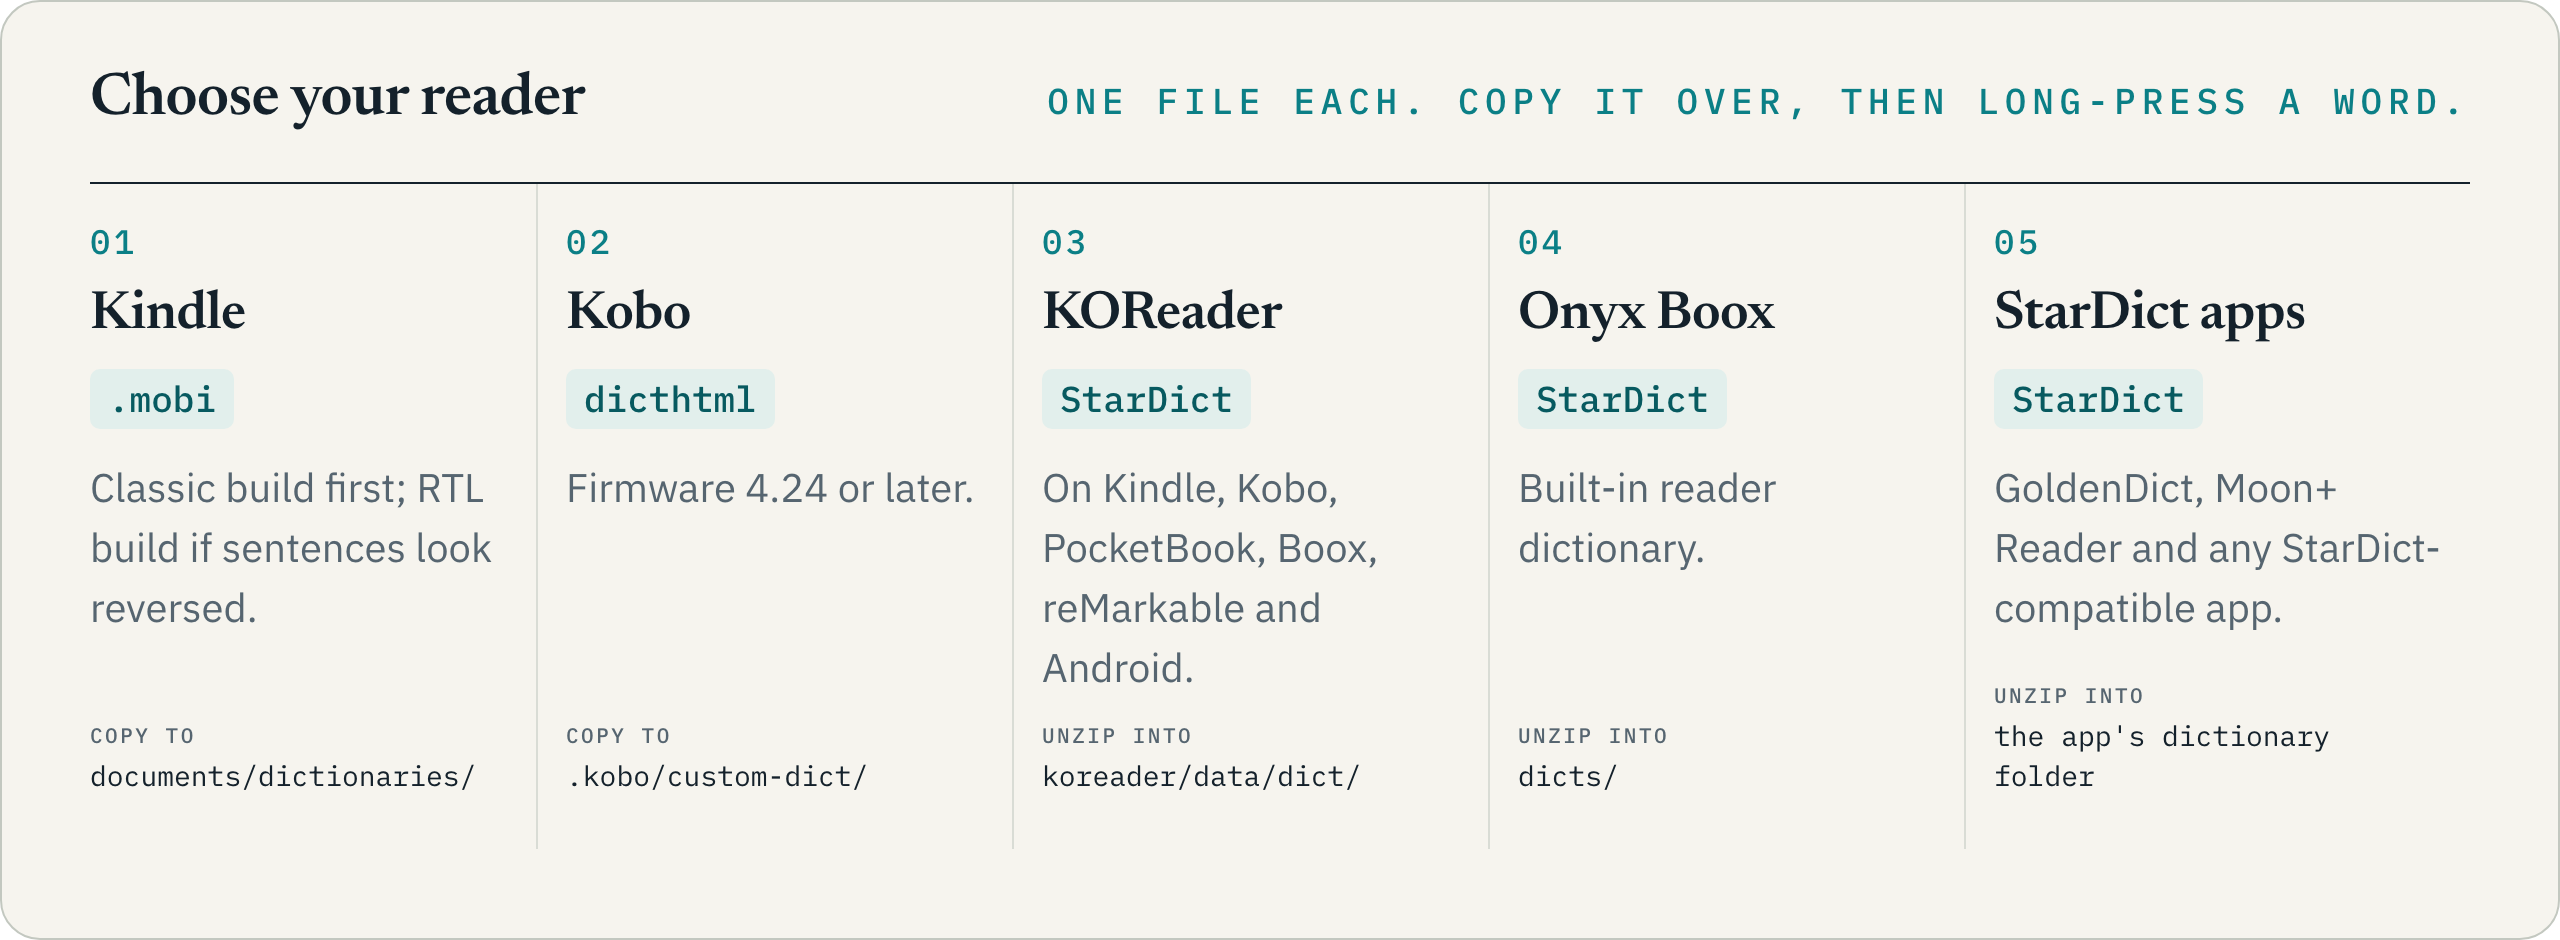 Choose your reader
ONE FILE EACH. COPY IT OVER, THEN LONG-PRESS A WORD.
01
Kindle
.mobi
Classic build first; RTL
build if sentences look
reversed.
COPY TO
documents/dictionaries/
02
Kobo
dicthtml
Firmware 4.24 or later.
COPY TO
.kobo/custom-dict/
03
KOReader
StarDict
On Kindle, Kobo,
PocketBook, Boox,
reMarkable and
Android.
UNZIP INTO
koreader/data/dict/
04
Onyx Boox
StarDict
Built-in reader
dictionary.
UNZIP INTO
dicts/
05
StarDict apps
StarDict
GoldenDict, Moon+
Reader and any StarDict-
compatible app.
UNZIP INTO
the app's dictionary
folder